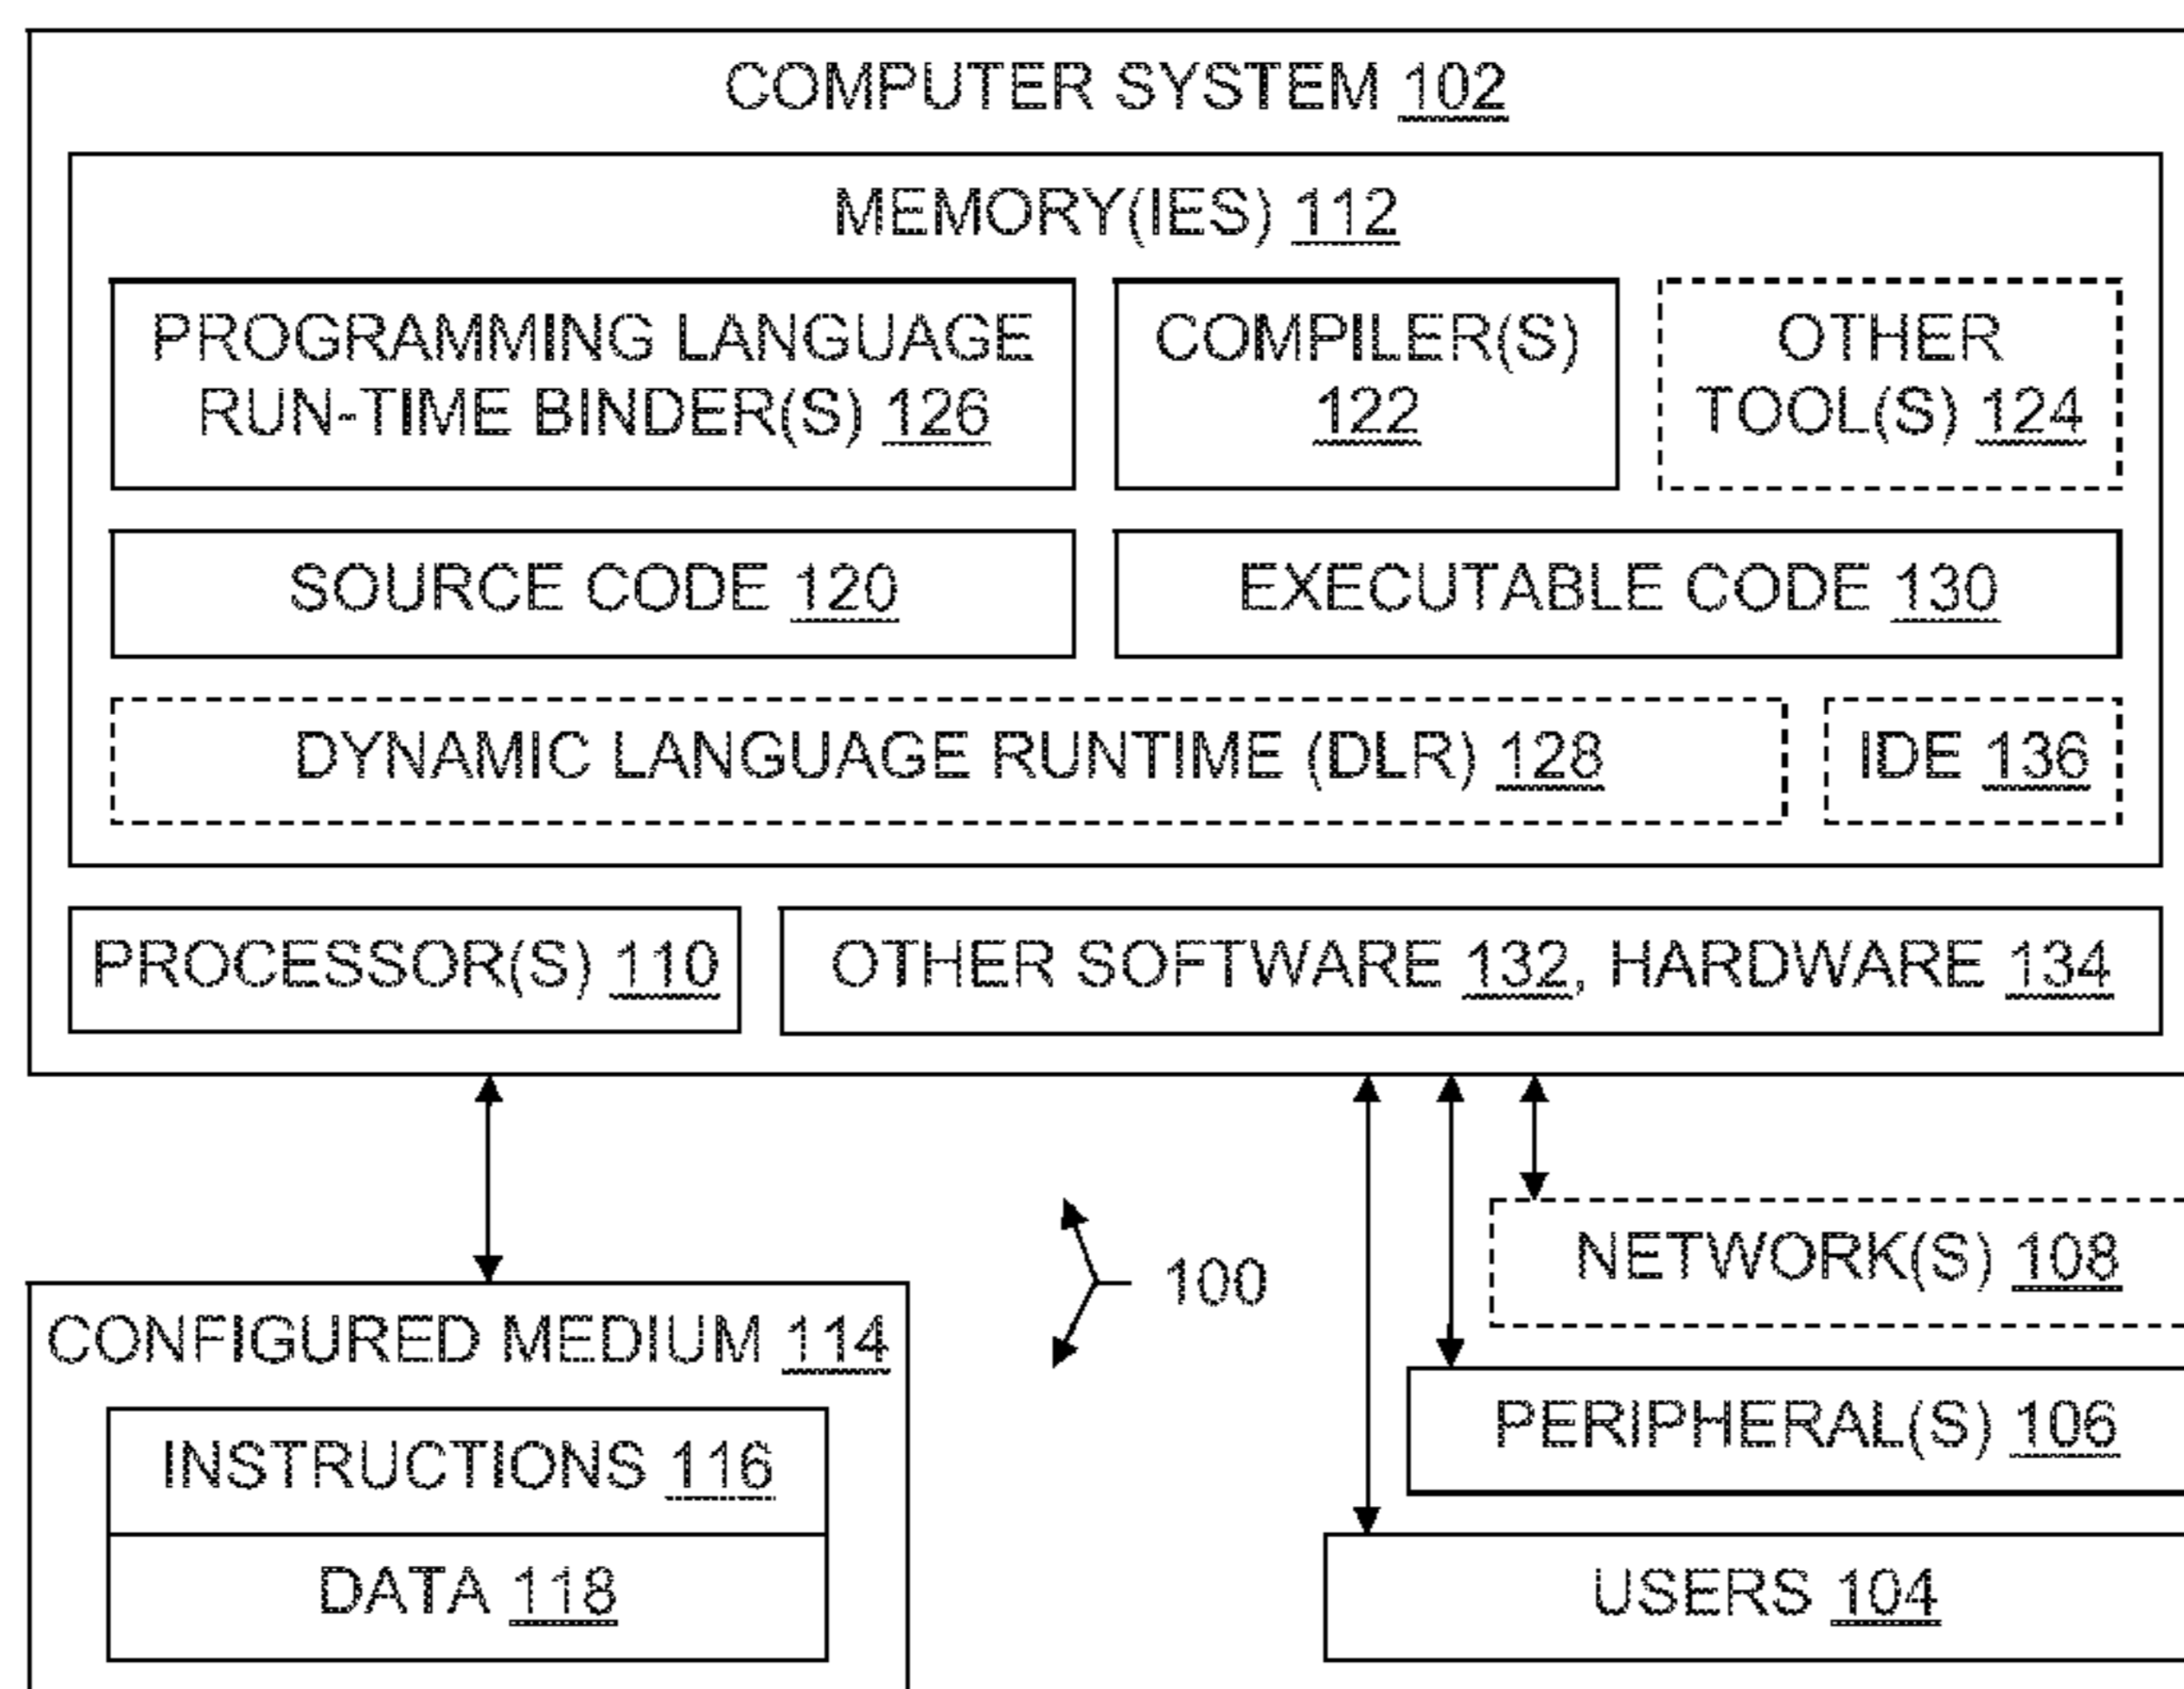 COMPUTER SYSTEM 102
MEMORY(IES) 112
PROGRAMMING LANGUAGE
RUN-TIME BINDER(S) 126
COMPILER(S)
122
OTHER
TOOL(S) 124
SOURCE CODE 120
EXECUTABLE CODE 130
DYNAMIC LANGUAGE RUNTIME (DLR) 128
IDE 136
PROCESSOR(S) 110
OTHER SOFTWARE 132, HARDWARE 134
100
NETWORK(S) 108
CONFIGURED MEDIUM 114
PERIPHERAL(S) 106
INSTRUCTIONS 116
DATA 118
USERS 104